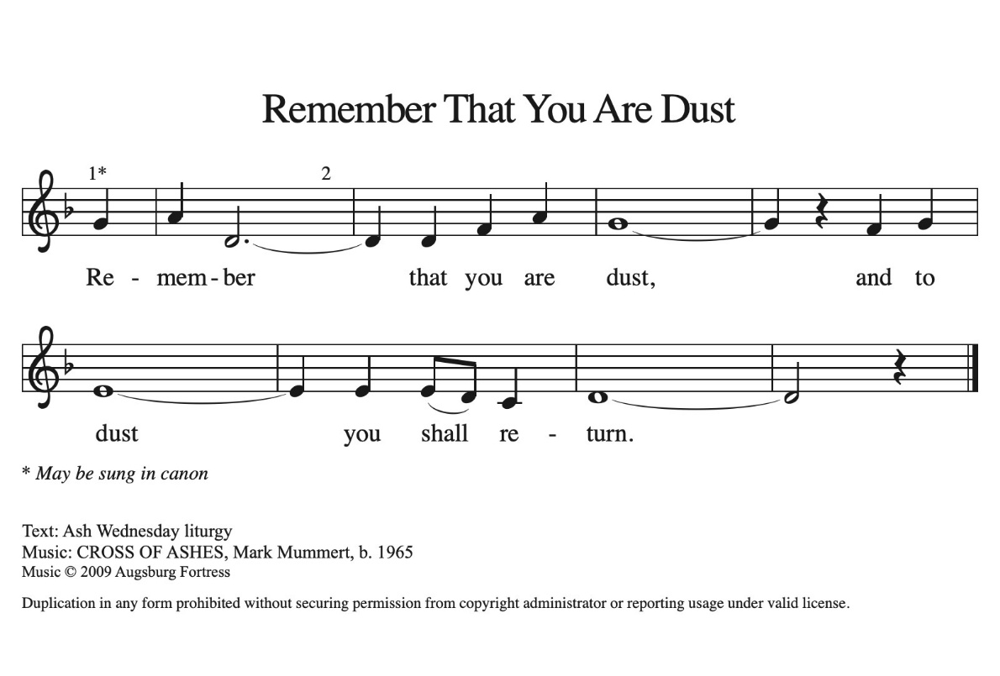 Remember That You Are Dust
1* 2
Re - mem - ber that you are dust, and to
dust you shall re - turn.
* May be sung in canon
Text: Ash Wednesday liturgy
Music: CROSS OF ASHES, Mark Mummert, b. 1965
Music © 2009 Augsburg Fortress
Duplication in any form prohibited without securing permission from copyright administrator or reporting usage under valid license.